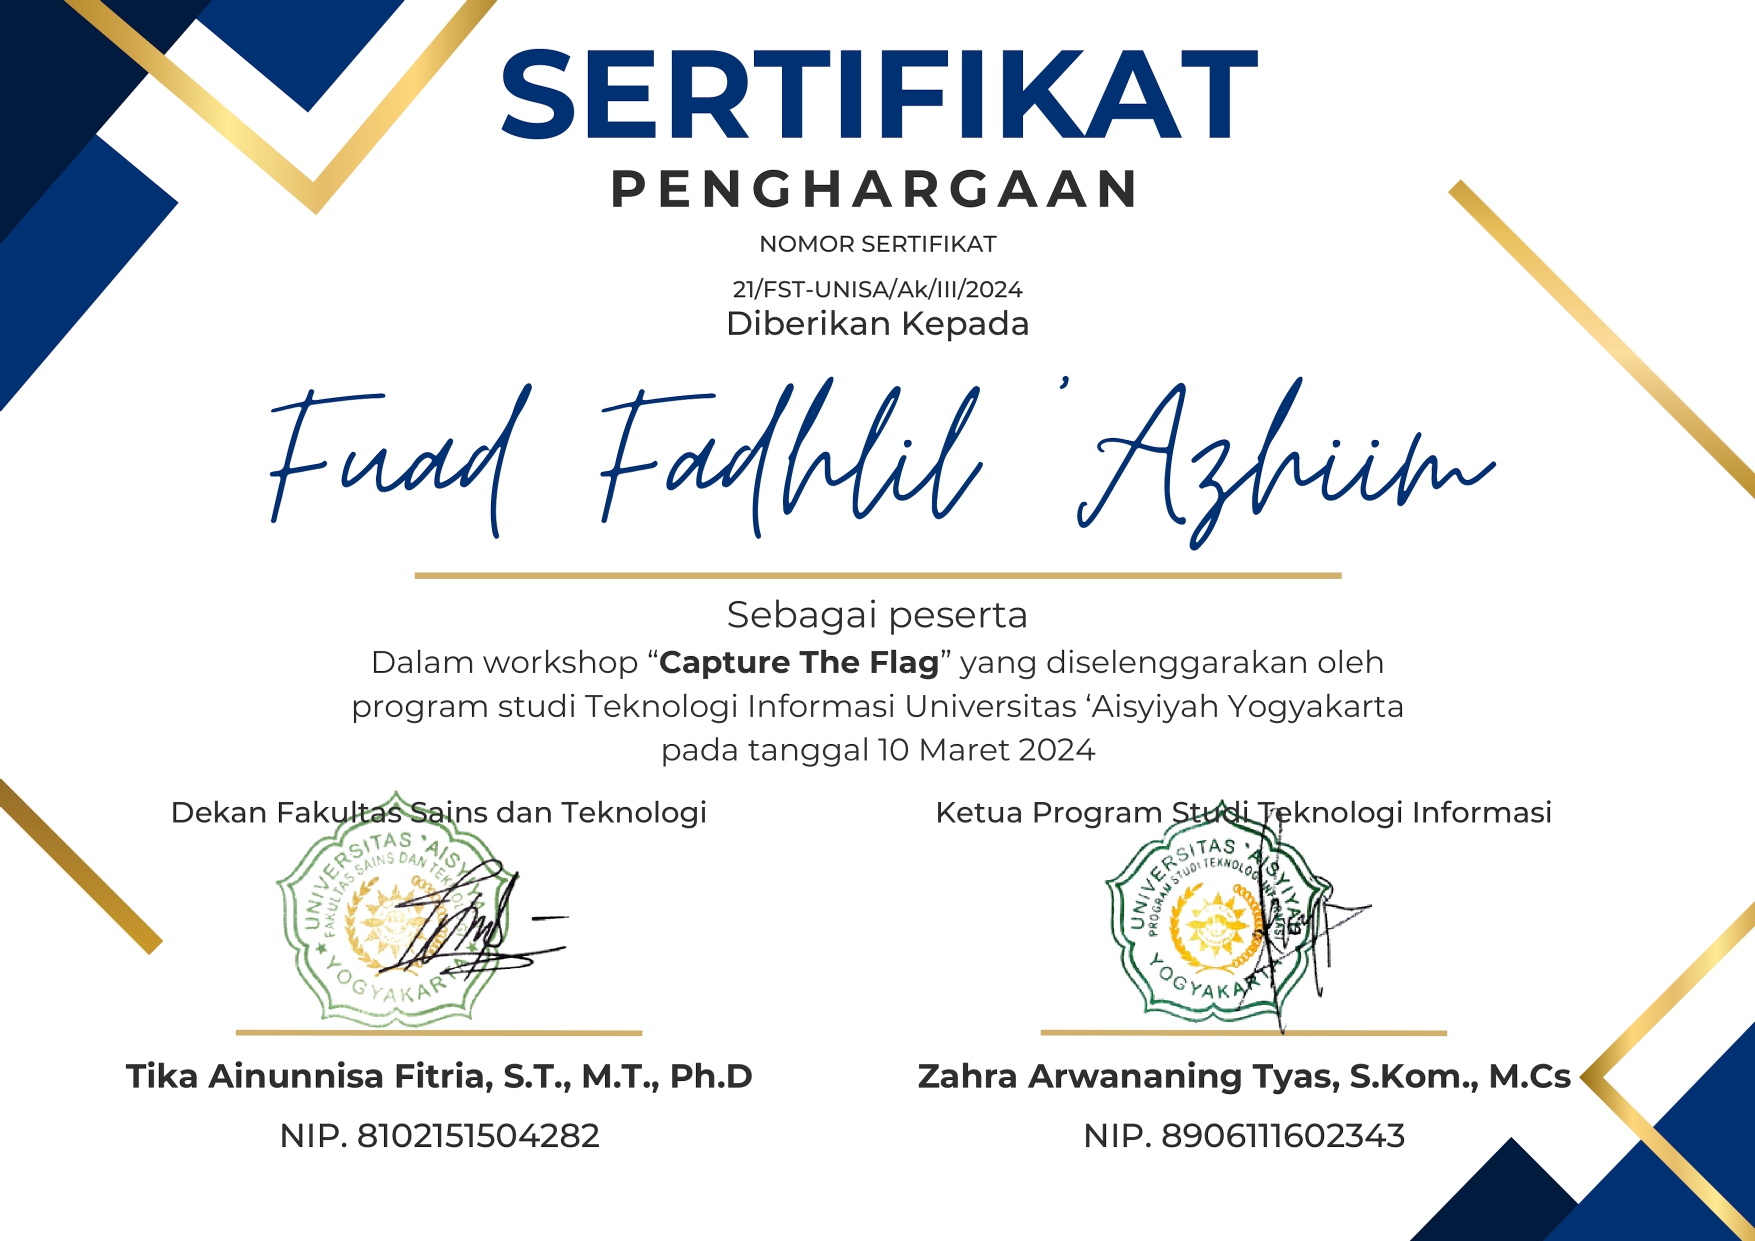 SERTIFIKAT
PENGHARGAAN
NOMOR SERTIFIKAT
21/FST-UNISA/Ak/III/2024
Diberikan Kepada
Fuad Fadhlil 'Azhiim
Sebagai peserta
Dalam workshop “Capture The Flag” yang diselenggarakan oleh
program studi Teknologi Informasi Universitas ‘Aisyiyah Yogyakarta
pada tanggal 10 Maret 2024
Dekan Fakultas Sains dan Teknologi
UNIVERSITAS 'AISYIYAH
FAKULTAS SAINS DAN TEKNOLOGI
YOGYAKARTA
Tika Ainunnisa Fitria, S.T., M.T., Ph.D
NIP. 8102151504282
Ketua Program Studi Teknologi Informasi
UNIVERSITAS 'AISYIYAH
PROGRAM STUDI TEKNOLOGI INFORMASI
YOGYAKARTA
Zahra Arwananing Tyas, S.Kom., M.Cs
NIP. 8906111602343